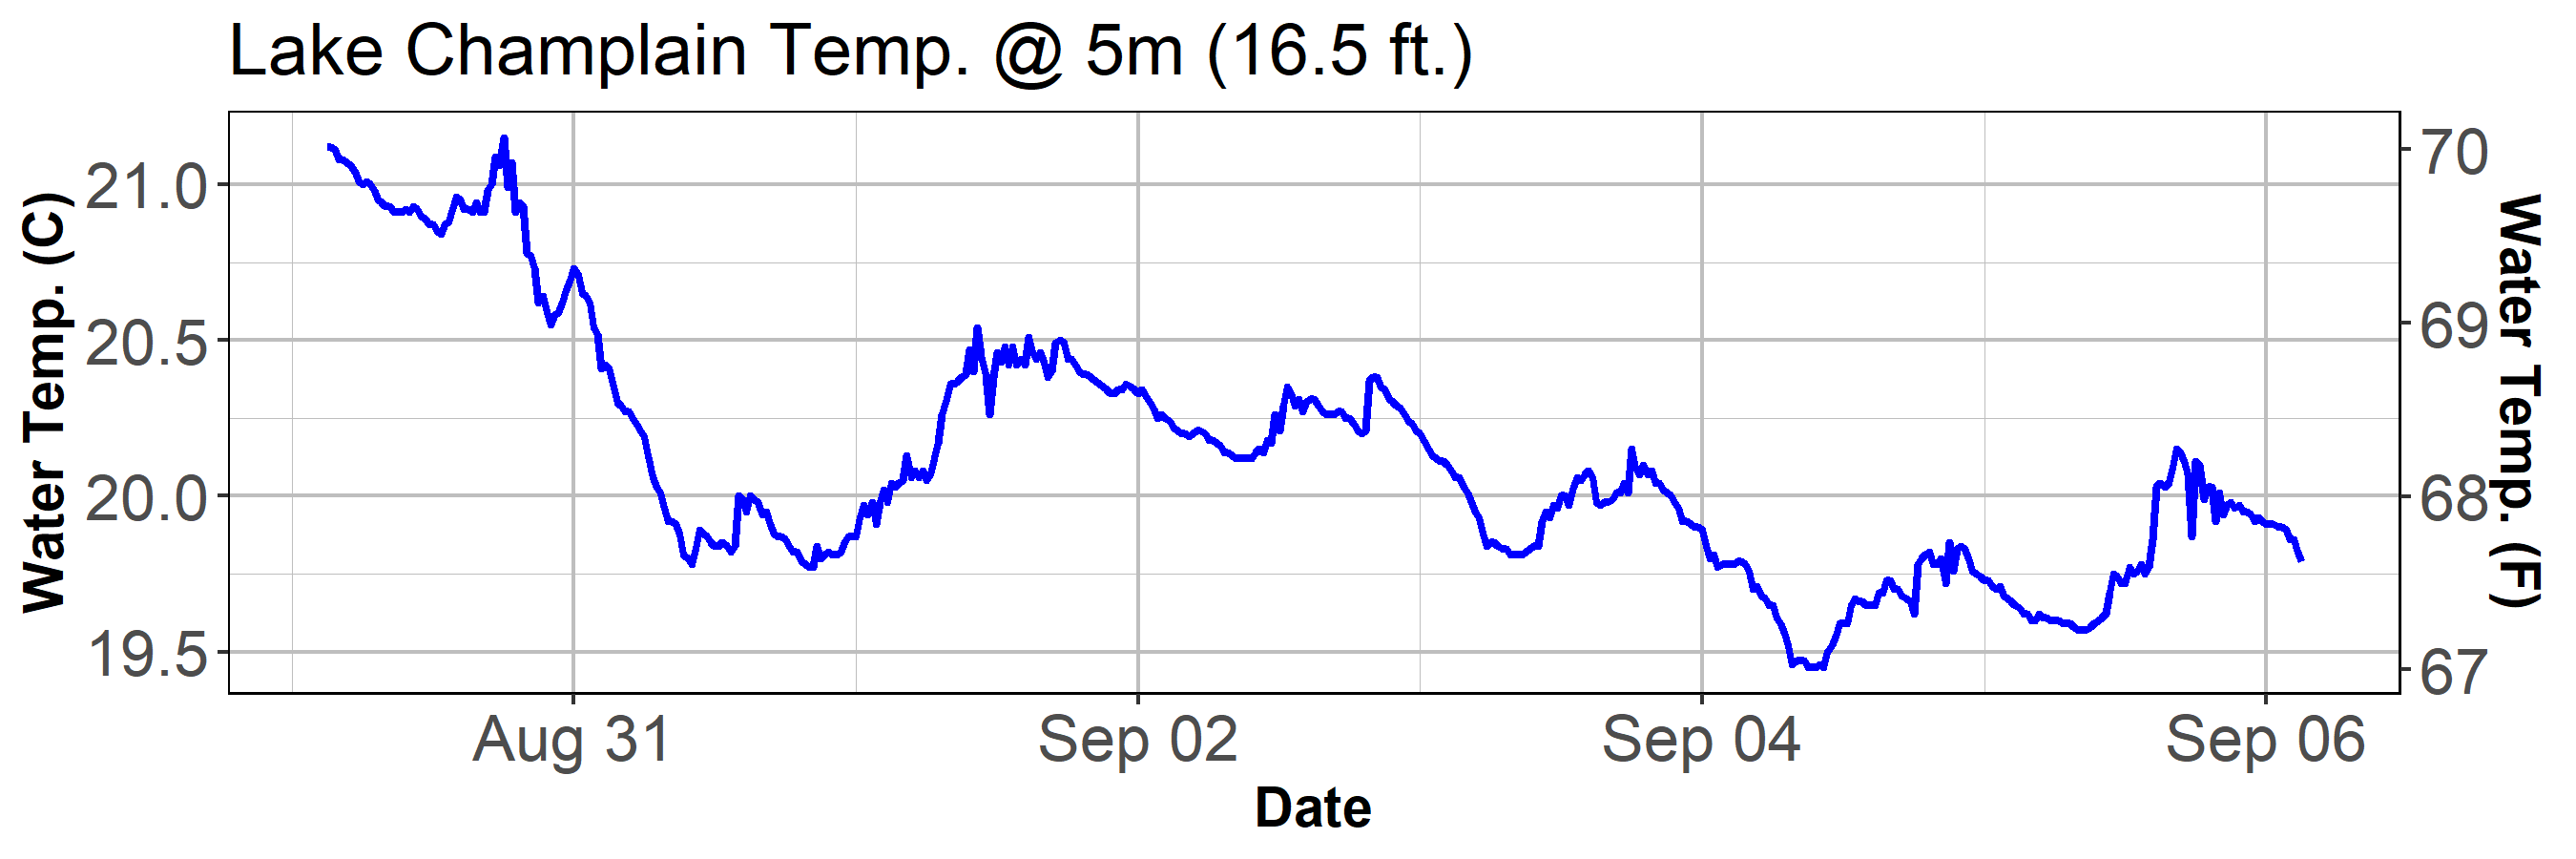 Lake Champlain Temp. @ 5m (16.5 ft.)
Water Temp. (C)
21.0
20.5
20.0
19.5
70
69
68
67
Water Temp. (F)
Aug 31
Sep 02
Sep 04
Sep 06
Date